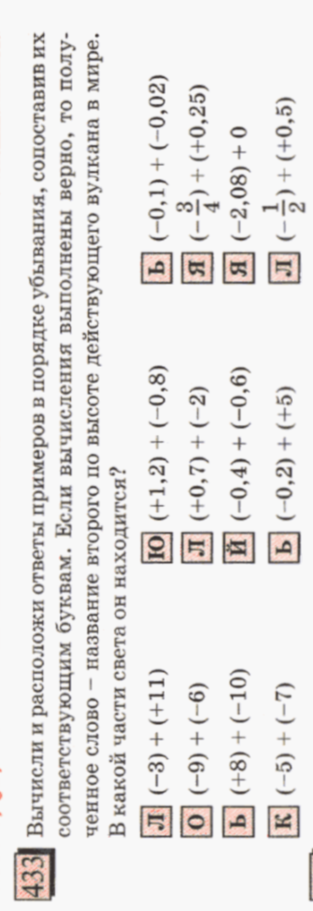 433 Вычисли и расположи ответы примеров в порядке убывания, сопоставив их
соответствующим буквам. Если вычисления выполнены верно, то полу-
ченное слово – название второго по высоте действующего вулкана в мире.
В какой части света он находится?
Л (−3) + (+11) Ю (+1,2) + (−0,8) Ь (−0,1) + (−0,02)
О (−9) + (−6) Л (+0,7) + (−2) Я (−3/4) + (+0,25)
Ь (+8) + (−10) Й (−0,4) + (−0,6) Я (−2,08) + 0
К (−5) + (−7) Ь (−0,2) + (+5) Л (−1/2) + (+0,5)